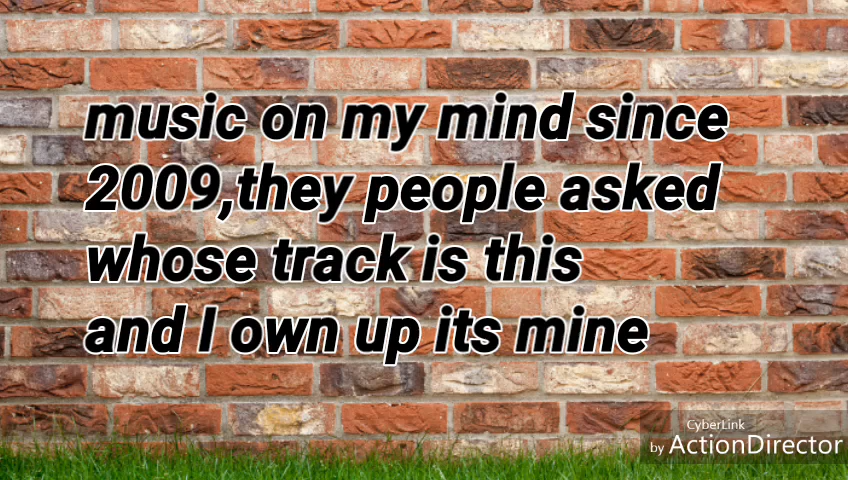 music on my mind since
2009,they people asked
whose track is this
and I own up its mine
CyberLink
by ActionDirector